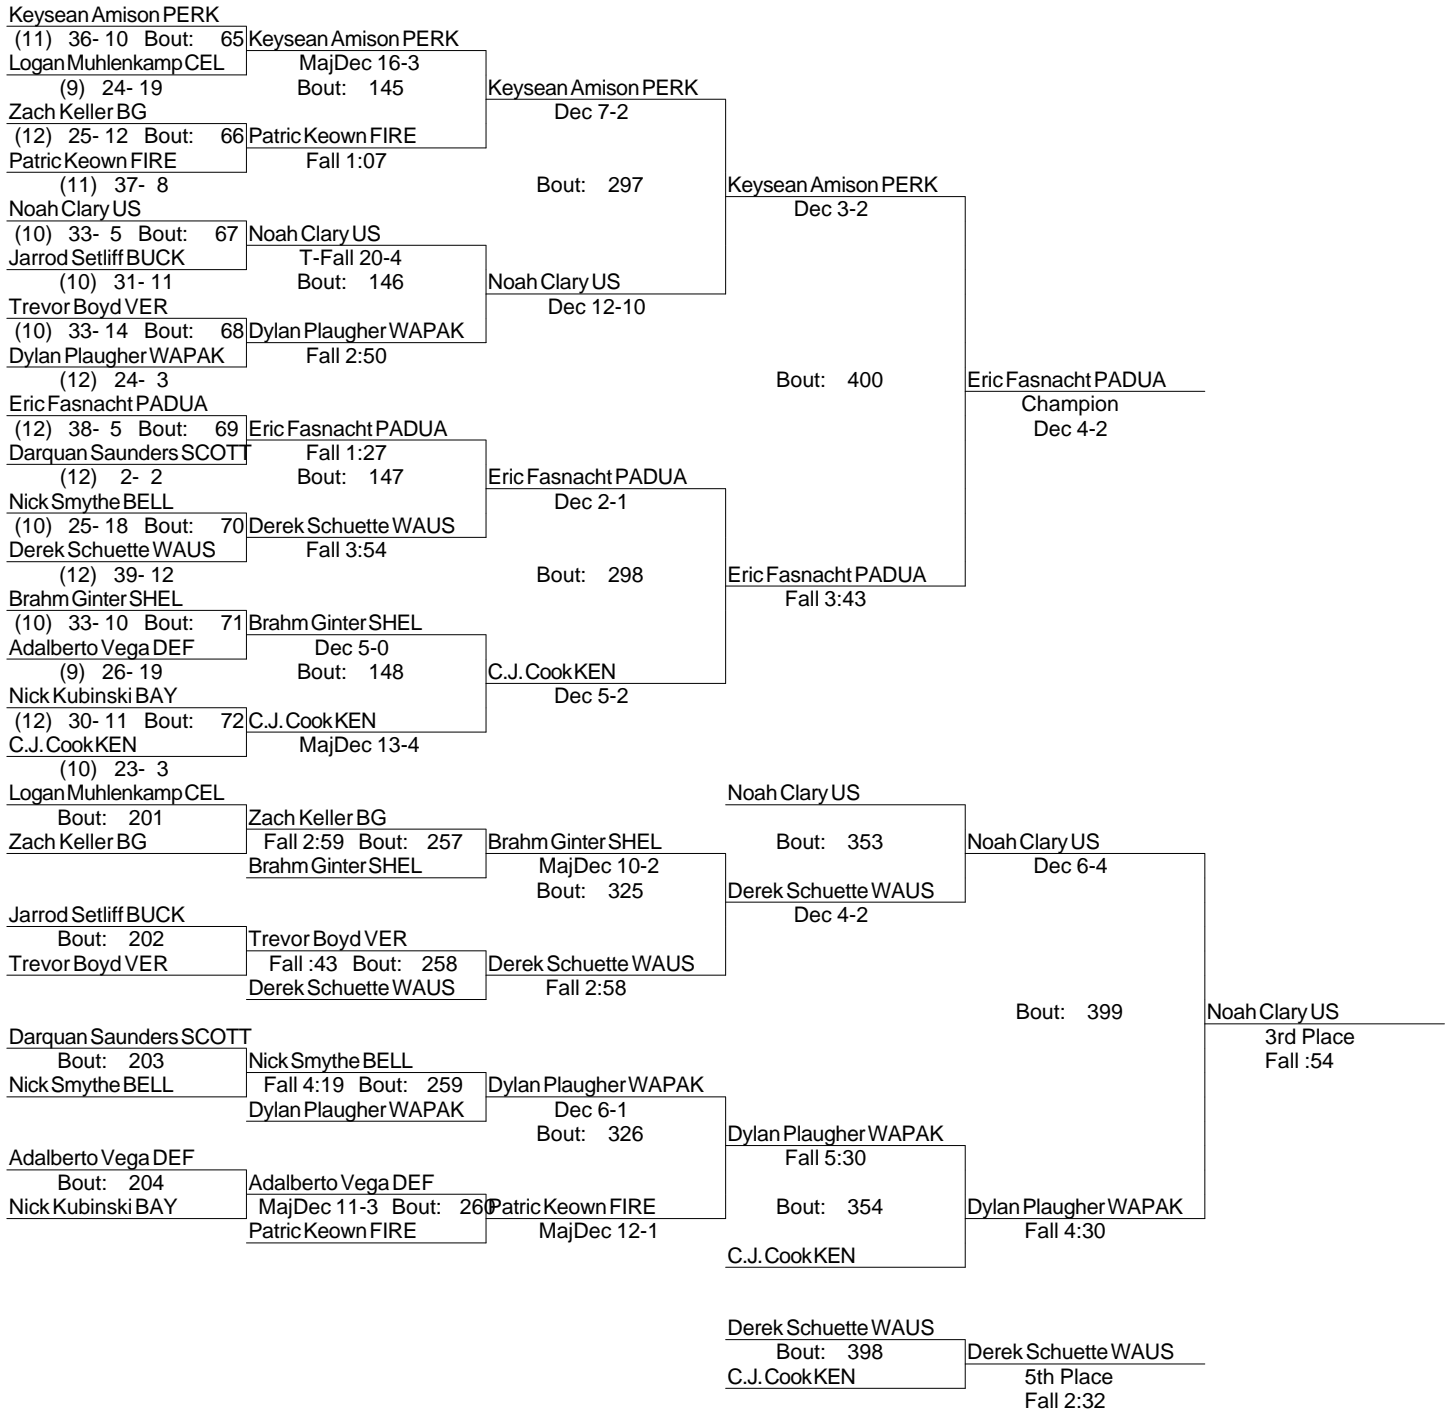 Keysean Amison PERK
(11) 36- 10 Bout: 65 Keysean Amison PERK
Logan Muhlenkamp CEL MajDec 16-3
(9) 24- 19 Bout: 145 Keysean Amison PERK
Zach Keller BG Dec 7-2
(12) 25- 12 Bout: 66 Patric Keown FIRE
Patric Keown FIRE Fall 1:07
(11) 37- 8 Bout: 297 Keysean Amison PERK
Noah Clary US Dec 3-2
(10) 33- 5 Bout: 67 Noah Clary US
Jarrod Setliff BUCK T-Fall 20-4
(10) 31- 11 Bout: 146 Noah Clary US
Trevor Boyd VER Dec 12-10
(10) 33- 14 Bout: 68 Dylan Plaugher WAPAK
Dylan Plaugher WAPAK Fall 2:50
(12) 24- 3 Bout: 400 Eric Fasnacht PADUA
Eric Fasnacht PADUA Champion
(12) 38- 5 Bout: 69 Eric Fasnacht PADUA Dec 4-2
Darquan Saunders SCOTT Fall 1:27
(12) 2- 2 Bout: 147 Eric Fasnacht PADUA
Nick Smythe BELL Dec 2-1
(10) 25- 18 Bout: 70 Derek Schuette WAUS
Derek Schuette WAUS Fall 3:54
(12) 39- 12 Bout: 298 Eric Fasnacht PADUA
Brahm Ginter SHEL Fall 3:43
(10) 33- 10 Bout: 71 Brahm Ginter SHEL
Adalberto Vega DEF Dec 5-0
(9) 26- 19 Bout: 148 C.J. Cook KEN
Nick Kubinski BAY Dec 5-2
(12) 30- 11 Bout: 72 C.J. Cook KEN
C.J. Cook KEN MajDec 13-4
(10) 23- 3
Logan Muhlenkamp CEL Noah Clary US
Bout: 201 Zach Keller BG
Zach Keller BG Fall 2:59 Bout: 257 Brahm Ginter SHEL Bout: 353 Noah Clary US
Brahm Ginter SHEL MajDec 10-2 Dec 6-4
Bout: 325 Derek Schuette WAUS
Jarrod Setliff BUCK Dec 4-2
Bout: 202 Trevor Boyd VER
Trevor Boyd VER Fall :43 Bout: 258 Derek Schuette WAUS
Derek Schuette WAUS Fall 2:58
Bout: 399 Noah Clary US
Darquan Saunders SCOTT 3rd Place
Bout: 203 Nick Smythe BELL Fall :54
Nick Smythe BELL Fall 4:19 Bout: 259 Dylan Plaugher WAPAK
Dylan Plaugher WAPAK Dec 6-1
Bout: 326 Dylan Plaugher WAPAK
Adalberto Vega DEF Fall 5:30
Bout: 204 Adalberto Vega DEF
Nick Kubinski BAY MajDec 11-3 Bout: 260 Patric Keown FIRE Bout: 354 Dylan Plaugher WAPAK
Patric Keown FIRE MajDec 12-1 Fall 4:30
C.J. Cook KEN
Derek Schuette WAUS
Bout: 398 Derek Schuette WAUS
C.J. Cook KEN 5th Place
Fall 2:32